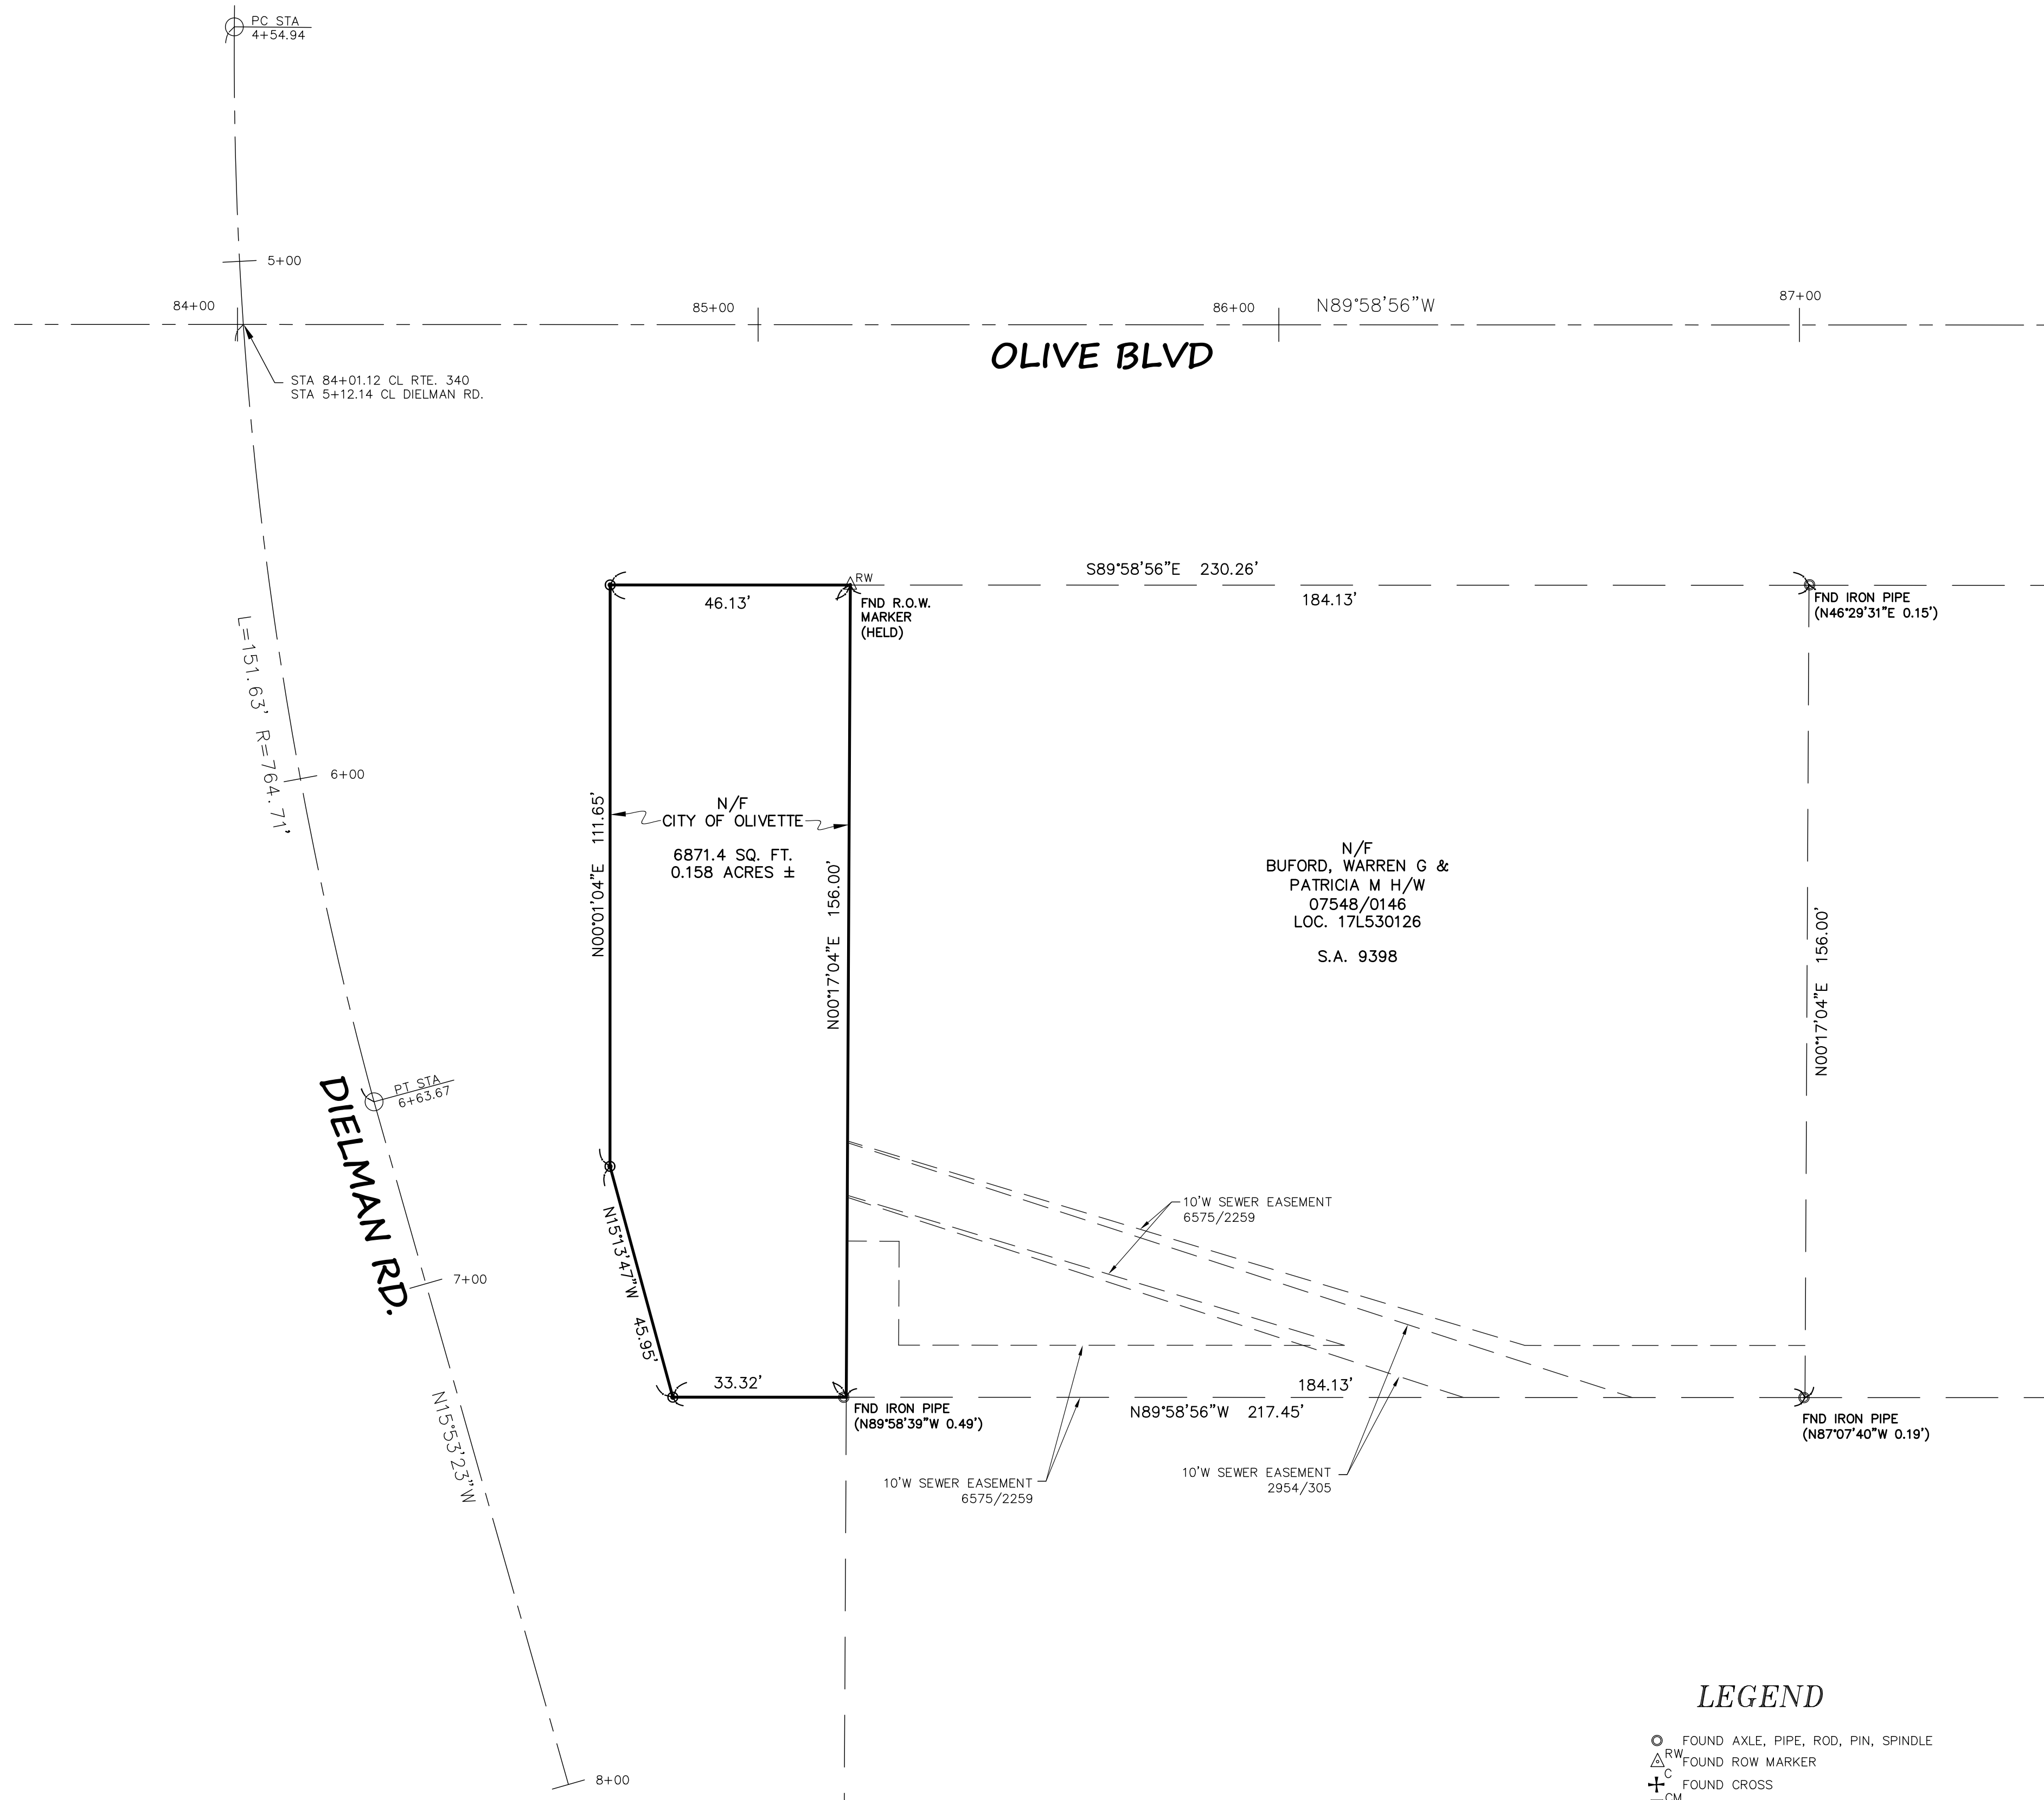 PC STA
4+54.94
5+00
84+00
85+00
86+00
N89°58'56"W
87+00
OLIVE BLVD
STA 84+01.12 CL RTE. 340
STA 5+12.14 CL DIELMAN RD.
S89°58'56"E 230.26'
RW
46.13'
184.13'
FND R.O.W.
MARKER
(HELD)
FND IRON PIPE
(N46°29'31"E 0.15')
L=151.63' R=764.71'
6+00
N00°01'04"E 111.65'
N/F
CITY OF OLIVETTE
6871.4 SQ. FT.
0.158 ACRES ±
N00°17'04"E 156.00'
N/F
BUFORD, WARREN G &
PATRICIA M H/W
07548/0146
LOC. 17L530126
S.A. 9398
N00°17'04"E 156.00'
PT STA
6+63.67
DIELMAN RD.
7+00
N15°13'47"W 45.95'
10'W SEWER EASEMENT
6575/2259
33.32'
184.13'
FND IRON PIPE
(N89°58'39"W 0.49')
N89°58'56"W 217.45'
FND IRON PIPE
(N87°07'40"W 0.19')
N15°53'23"W
10'W SEWER EASEMENT
6575/2259
10'W SEWER EASEMENT
2954/305
8+00
LEGEND
FOUND AXLE, PIPE, ROD, PIN, SPINDLE
RW
FOUND ROW MARKER
C
FOUND CROSS
CM